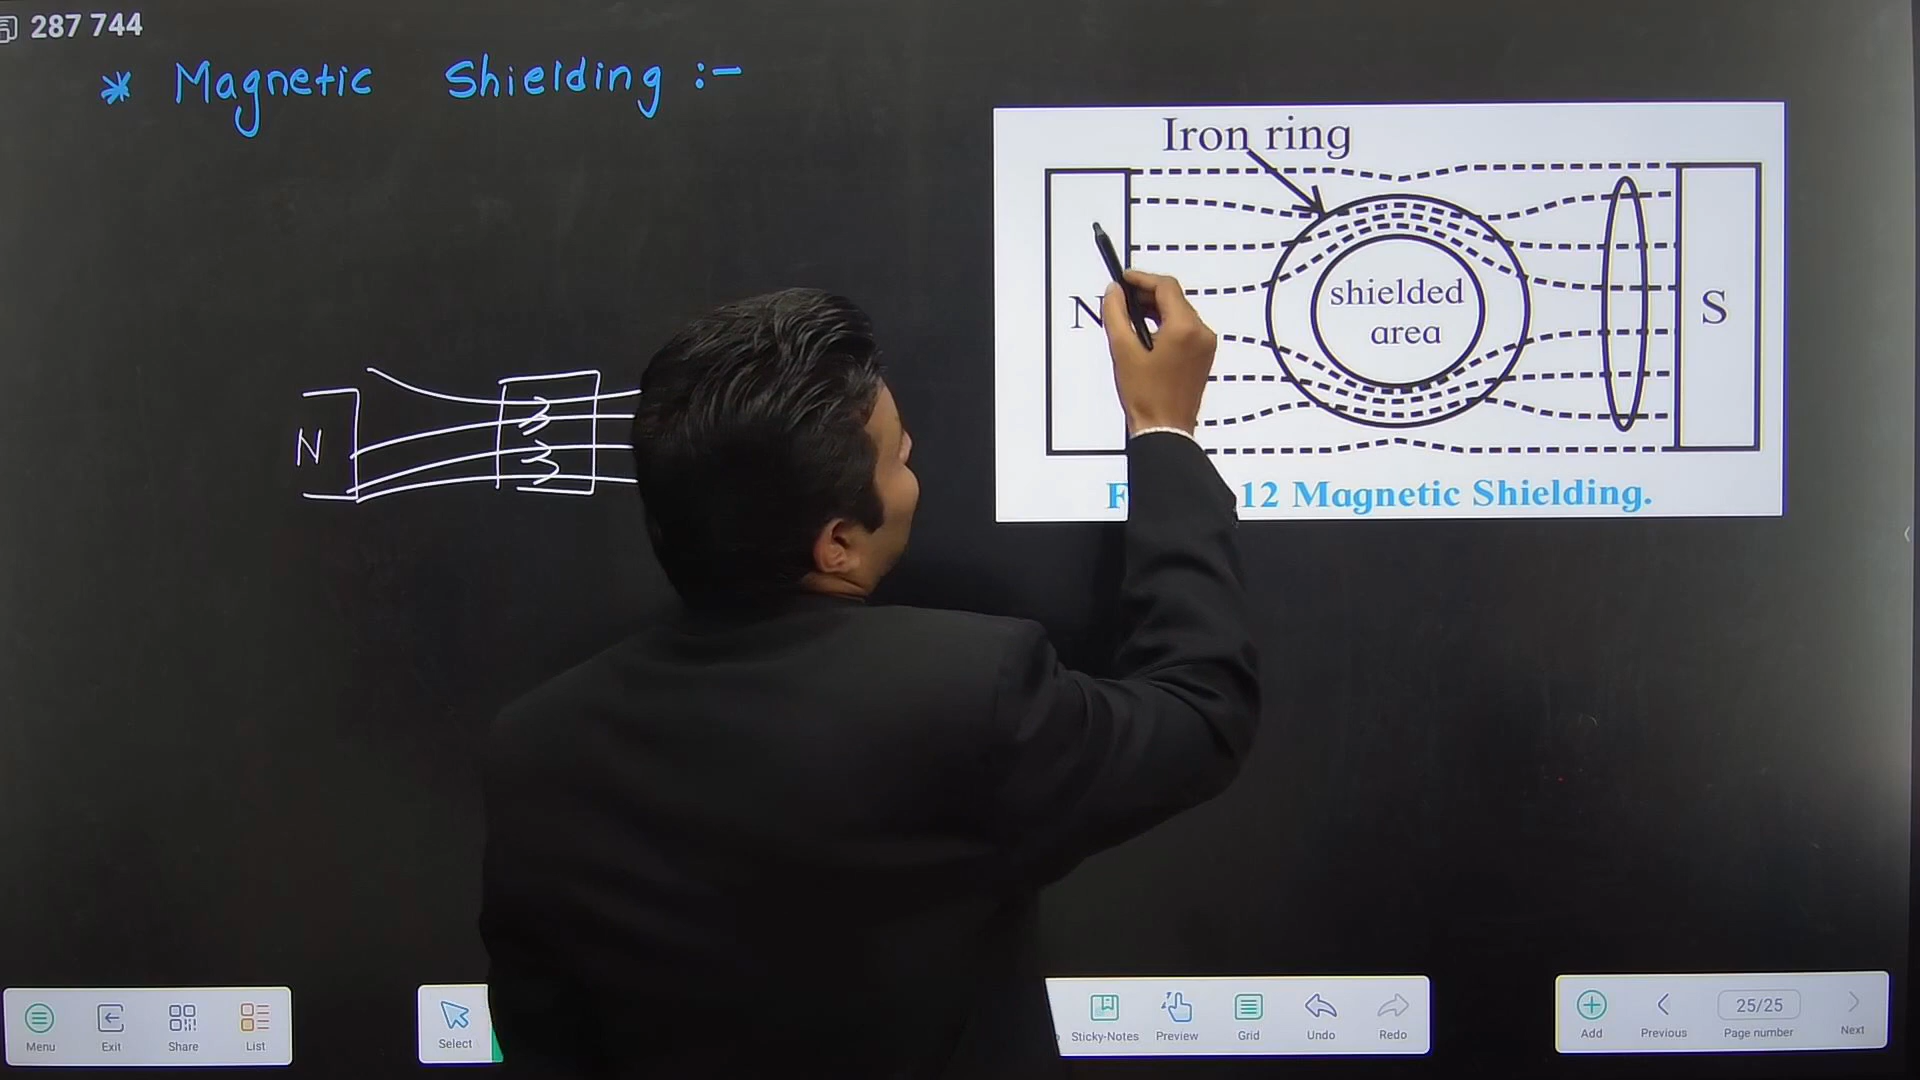 287 744
* Magnetic Shielding :-
Iron ring
N
shielded
area
S
N
12 Magnetic Shielding.
Menu
Exit
Share
List
Select
Sticky-Notes
Preview
Grid
Undo
Redo
Add
Previous
25/25
Page number
Next